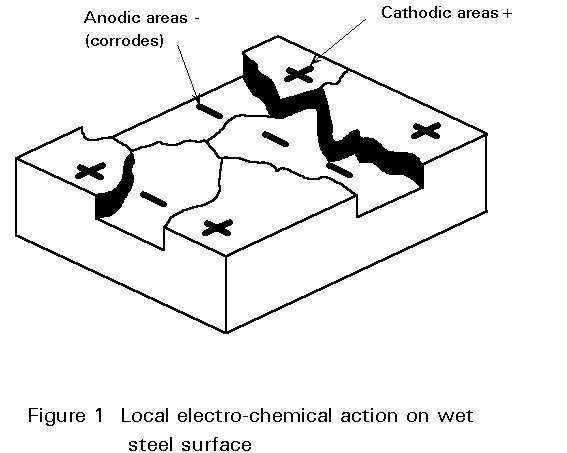 Anodic areas -
(corrodes)
Cathodic areas +
+
-
-
+
+
-
-
+
Figure 1 Local electro-chemical action on wet
steel surface